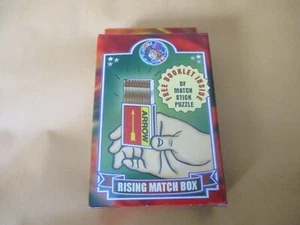 FREE BOOKLET INSIDE
OF MATCH
STICK
PUZZLE
ARROW
RISING MATCH BOX